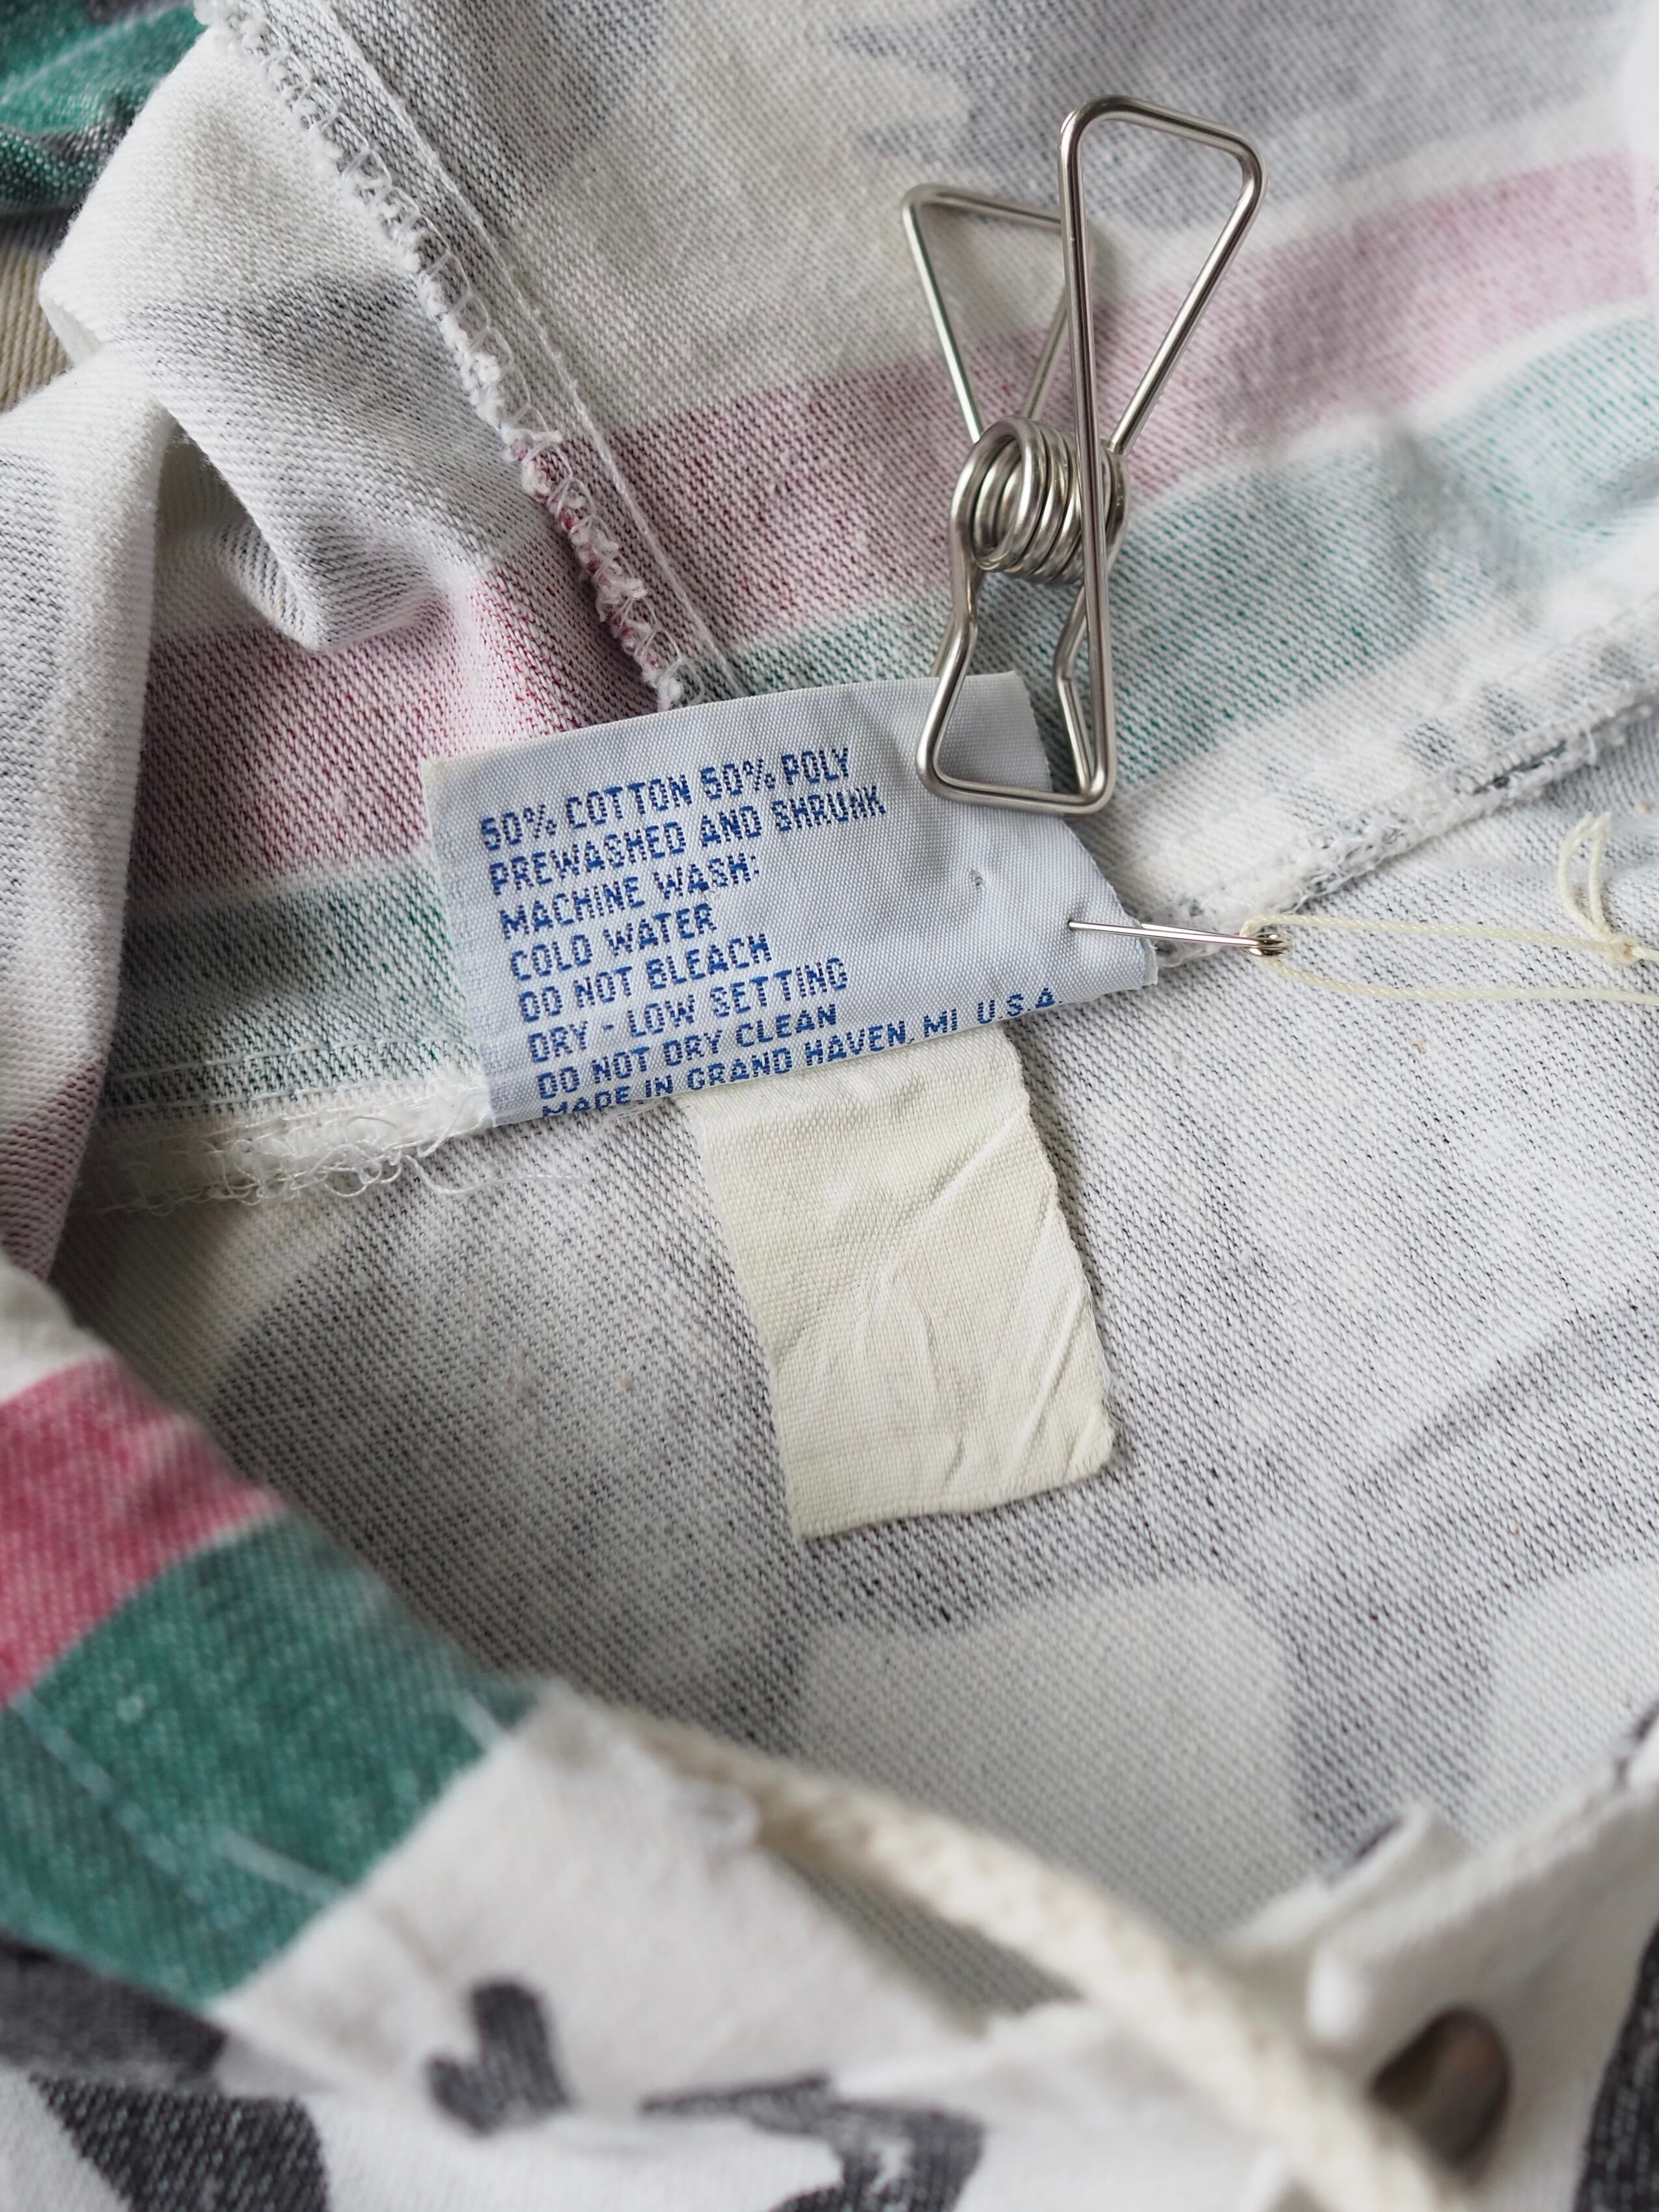 50% COTTON 50% POLY
PREWASHED AND SHRUNK
MACHINE WASH:
COLD WATER
DO NOT BLEACH
DRY - LOW SETTING
DO NOT DRY CLEAN
MADE IN GRAND HAVEN, MI U.S.A.